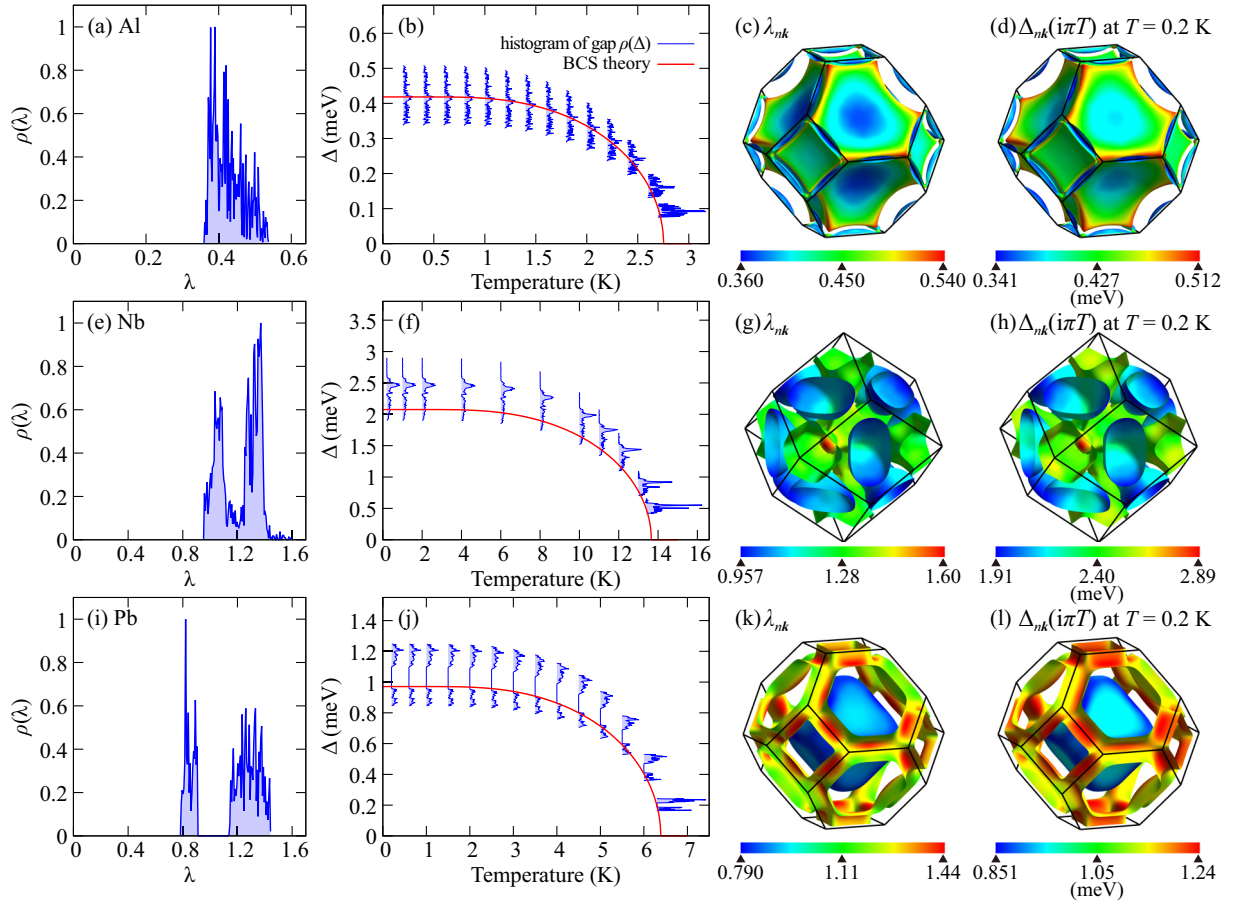 (a) Al
ρ(λ)
1
0.8
0.6
0.4
0.2
0
0 0.2 0.4 0.6
λ
(b)
histogram of gap ρ(Δ)
BCS theory
Δ (meV)
0.6
0.5
0.4
0.3
0.2
0.1
0
0 0.5 1 1.5 2 2.5 3
Temperature (K)
(c) λnk
0.360 0.450 0.540
(d) Δnk(iπT) at T = 0.2 K
0.341 0.427 0.512
(meV)
(e) Nb
ρ(λ)
1
0.8
0.6
0.4
0.2
0
0 0.4 0.8 1.2 1.6
λ
(f)
Δ (meV)
3.5
3
2.5
2
1.5
1
0.5
0
0 2 4 6 8 10 12 14 16
Temperature (K)
(g) λnk
0.957 1.28 1.60
(h) Δnk(iπT) at T = 0.2 K
1.91 2.40 2.89
(meV)
(i) Pb
ρ(λ)
1
0.8
0.6
0.4
0.2
0
0 0.4 0.8 1.2 1.6
λ
(j)
Δ (meV)
1.4
1.2
1
0.8
0.6
0.4
0.2
0
0 1 2 3 4 5 6 7
Temperature (K)
(k) λnk
0.790 1.11 1.44
(l) Δnk(iπT) at T = 0.2 K
0.851 1.05 1.24
(meV)